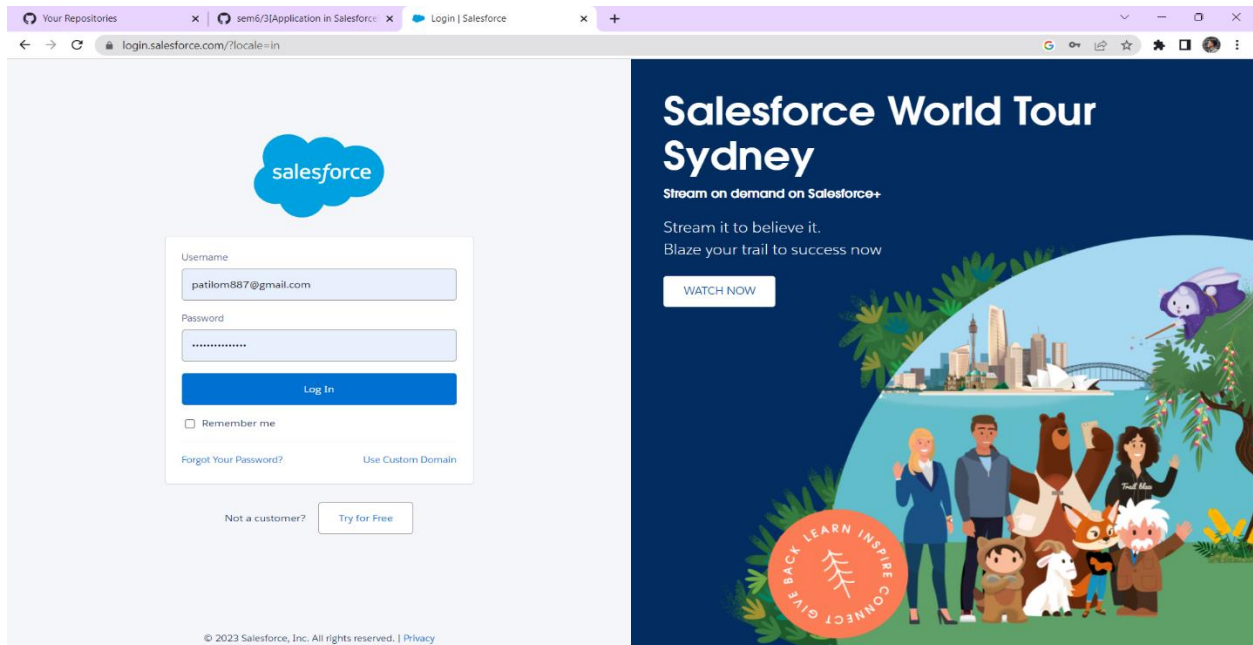 Your Repositories
sem6/3[Application in Salesforce
Login | Salesforce
login.salesforce.com/?locale=in
salesforce
Username
patilom887@gmail.com
Password
Log In
Remember me
Forgot Your Password? Use Custom Domain
Not a customer? Try for Free
© 2023 Salesforce, Inc. All rights reserved. | Privacy
Salesforce World Tour
Sydney
Stream on demand on Salesforce+
Stream it to believe it.
Blaze your trail to success now
WATCH NOW
LEARN INSPIRE CONNECT GIVE BACK